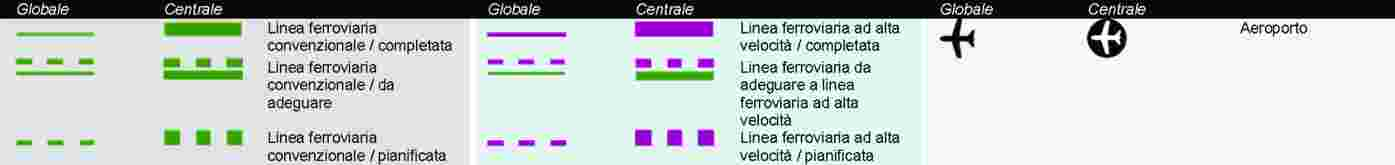 Globale Centrale Globale Centrale Globale Centrale
Linea ferroviaria
convenzionale / completata
Linea ferroviaria
convenzionale / da
adeguare
Linea ferroviaria
convenzionale / pianificata
Linea ferroviaria ad alta
velocità / completata
Linea ferroviaria da
adeguare a linea
ferroviaria ad alta
velocità
Linea ferroviaria ad alta
velocità / pianificata
Aeroporto